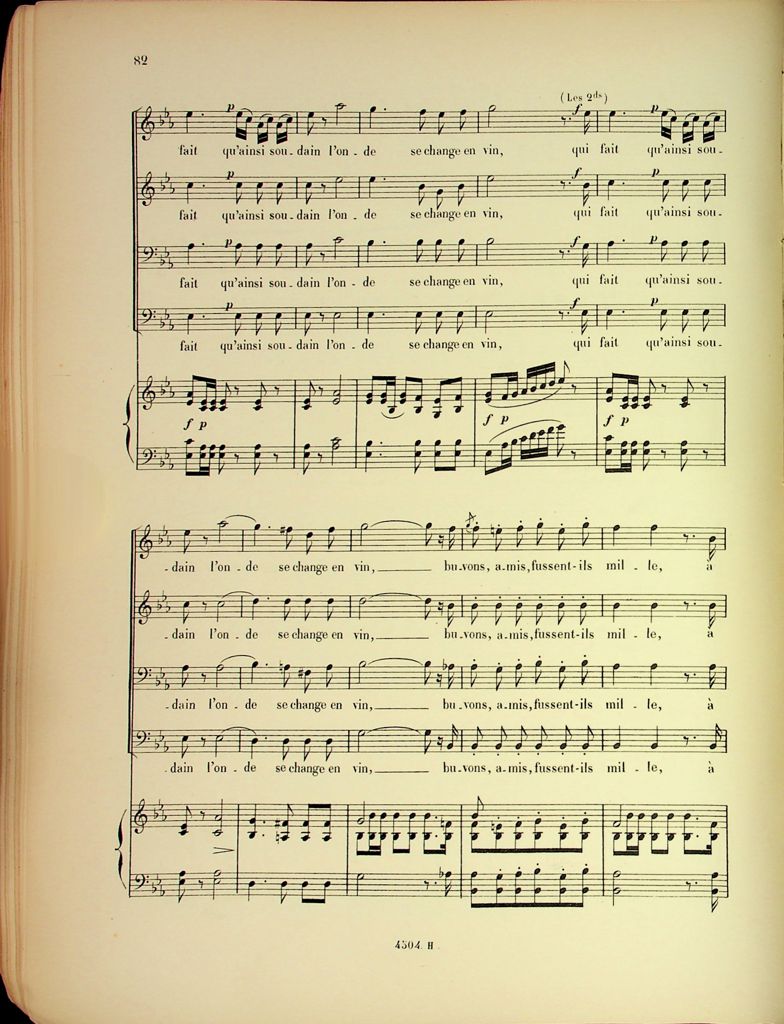 82
(Les 2ds)
p f p
fait qu'ainsi sou-dain l'on-de se change en vin, qui fait qu'ainsi sou-
p f p
fait qu'ainsi sou-dain l'on-de se change en vin, qui fait qu'ainsi sou-
p f p
fait qu'ainsi sou-dain l'on-de se change en vin, qui fait qu'ainsi sou-
p f p
fait qu'ainsi sou-dain l'on-de se change en vin, qui fait qu'ainsi sou-
f p f p f p
-dain l'on-de se change en vin,____ bu-vons, a-mis, fussent-ils mil-le, à
-dain l'on-de se change en vin,____ bu-vons, a-mis, fussent-ils mil-le, à
-dain l'on-de se change en vin,____ bu-vons, a-mis, fussent-ils mil-le, à
-dain l'on-de se change en vin,____ bu-vons, a-mis, fussent-ils mil-le, à
4504. H